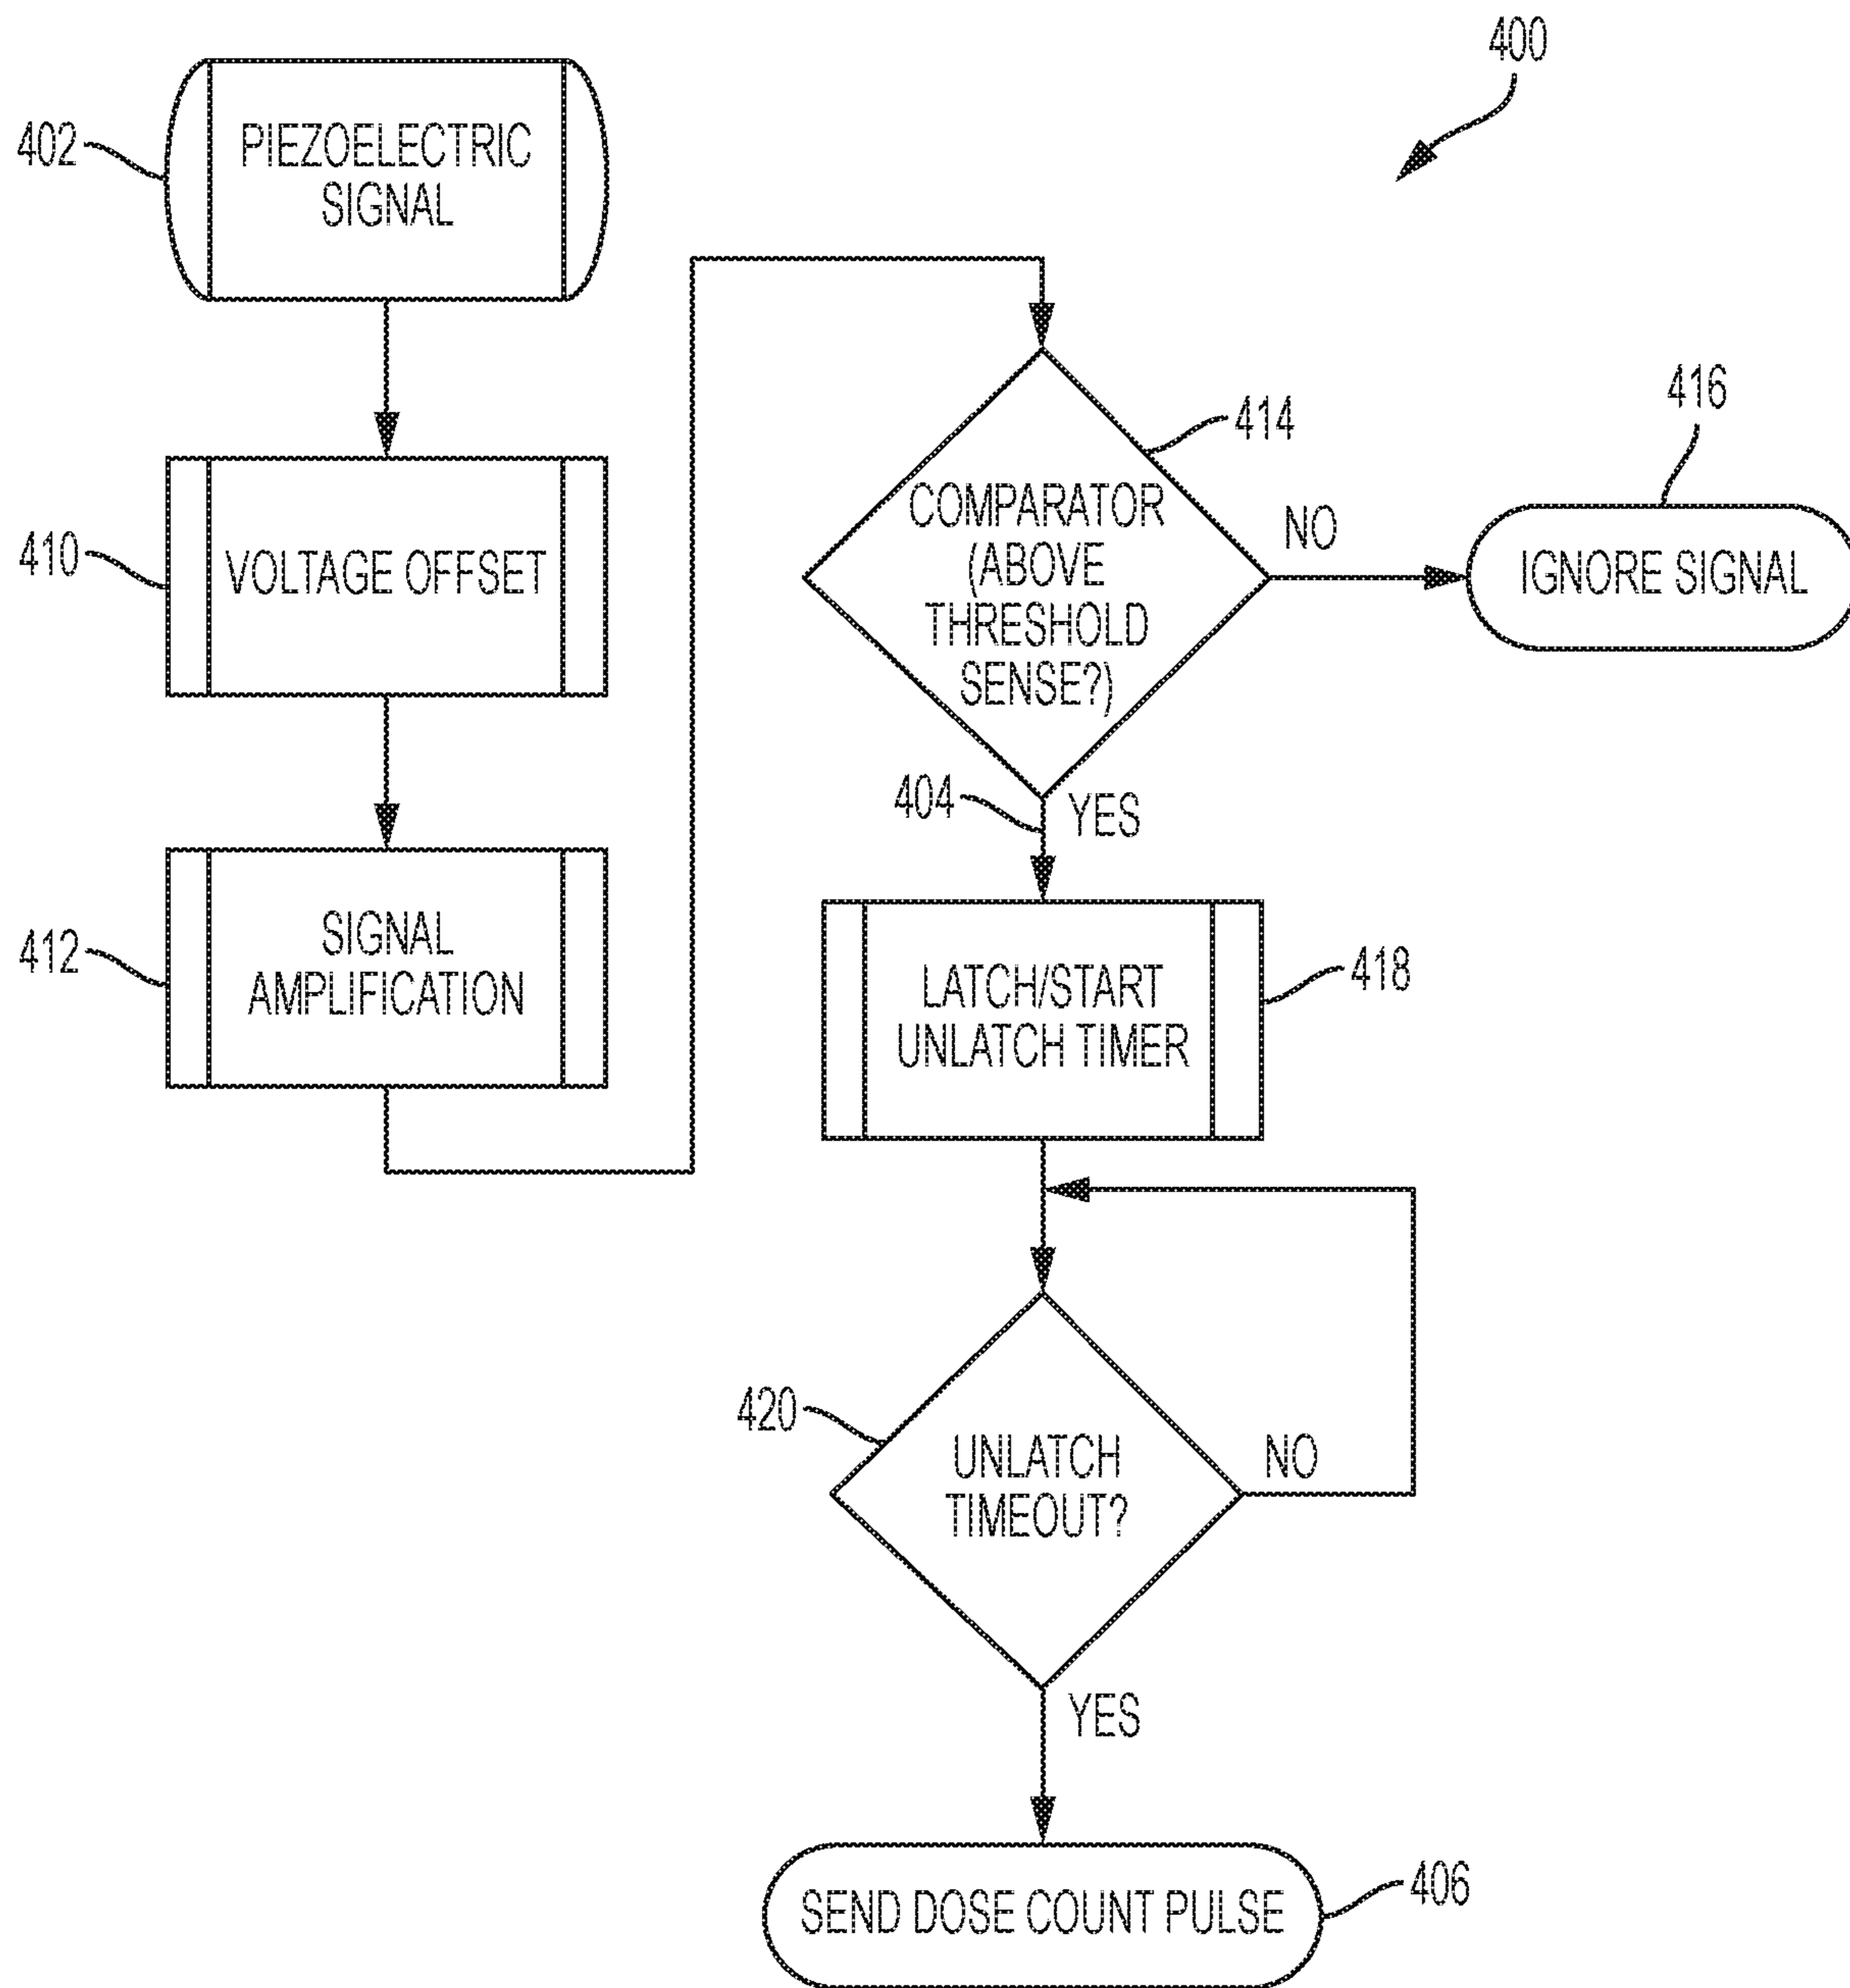 400
402
PIEZOELECTRIC
SIGNAL
410
VOLTAGE OFFSET
412
SIGNAL
AMPLIFICATION
414
COMPARATOR
(ABOVE
THRESHOLD
SENSE?)
NO
416
IGNORE SIGNAL
404
YES
LATCH/START
UNLATCH TIMER
418
420
UNLATCH
TIMEOUT?
NO
YES
SEND DOSE COUNT PULSE
406